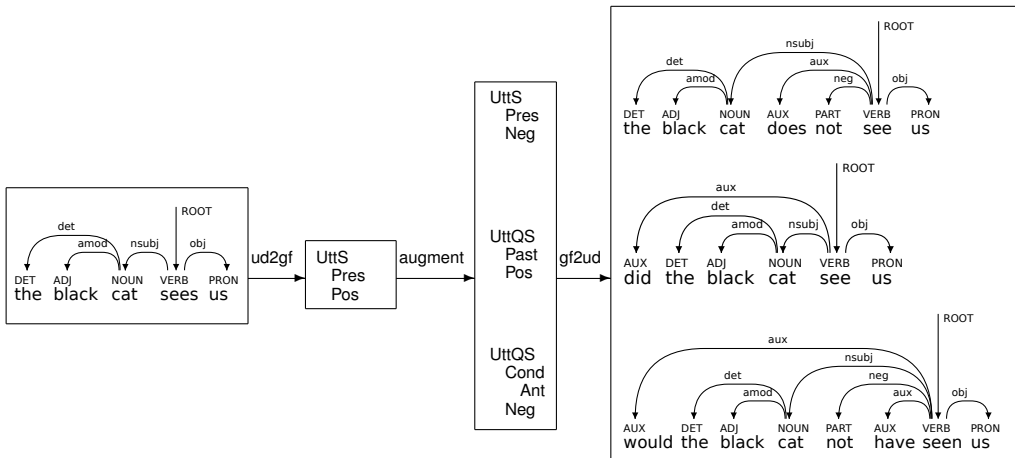 det
amod
nsubj
ROOT
obj
DET ADJ NOUN VERB PRON
the black cat sees us
ud2gf
UttS
Pres
Pos
augment
UttS
Pres
Neg
UttQS
Past
Pos
UttQS
Cond
Ant
Neg
gf2ud
ROOT
nsubj
det
aux
amod
neg
obj
DET ADJ NOUN AUX PART VERB PRON
the black cat does not see us
ROOT
aux
det
amod
nsubj
obj
AUX DET ADJ NOUN VERB PRON
did the black cat see us
ROOT
aux
nsubj
det
neg
amod
aux
obj
AUX DET ADJ NOUN PART AUX VERB PRON
would the black cat not have seen us